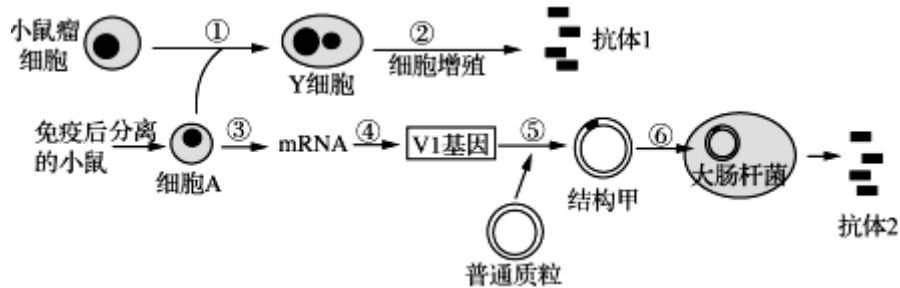 小鼠瘤
细胞
①
Y细胞
②
细胞增殖
抗体1
免疫后分离
的小鼠
细胞A
③
mRNA
④
V1基因
⑤
普通质粒
结构甲
⑥
大肠杆菌
抗体2